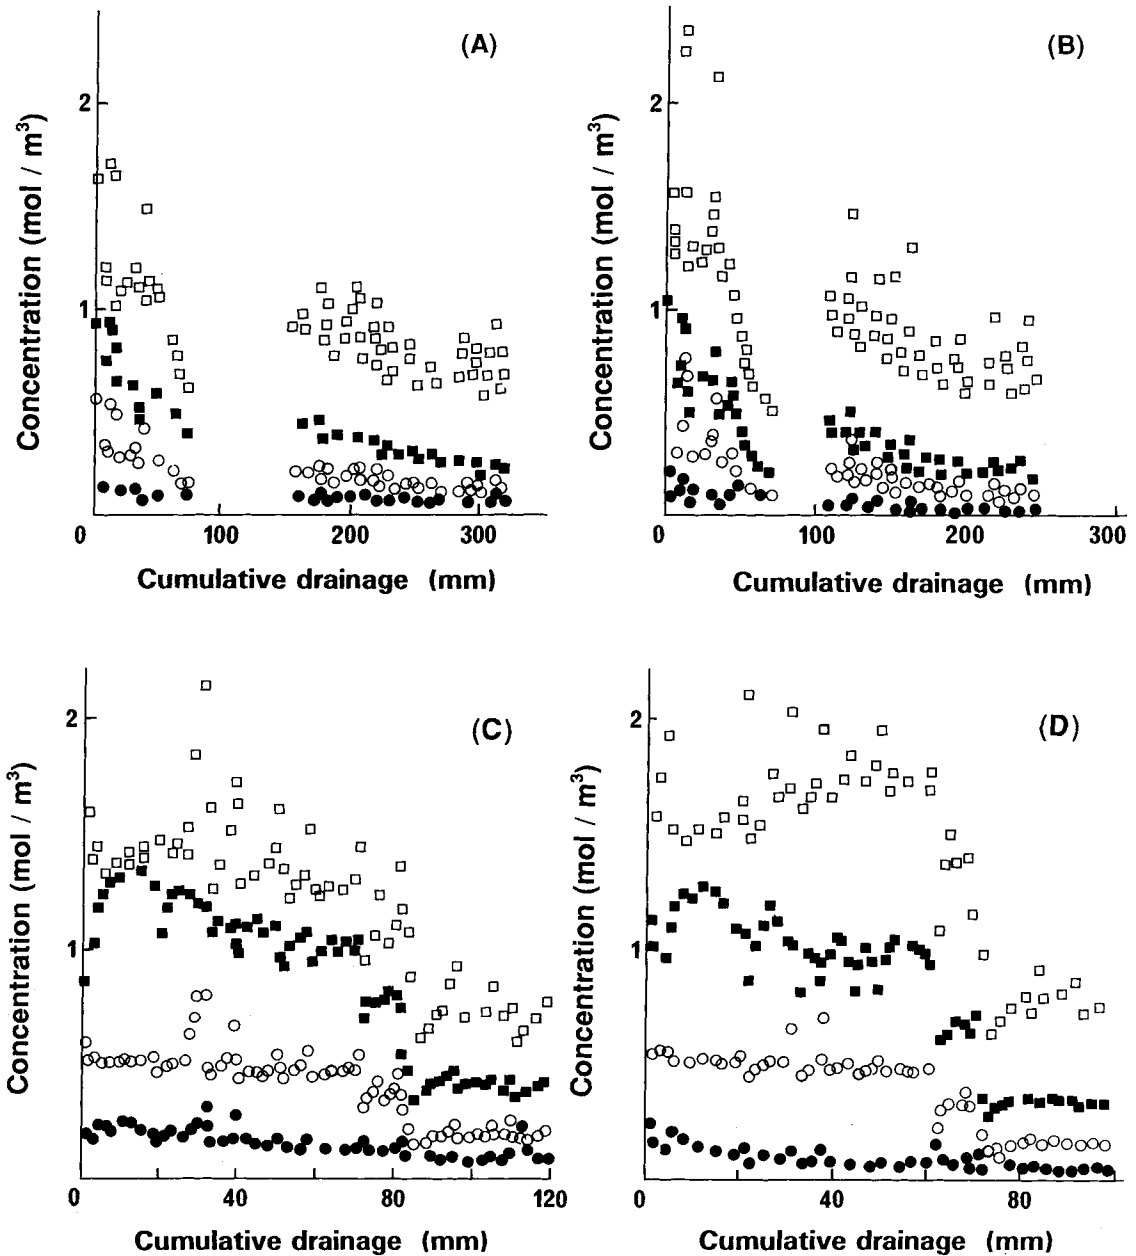 (A)
2
1
Concentration (mol / m³)
0 100 200 300
Cumulative drainage (mm)
(B)
2
1
Concentration (mol / m³)
0 100 200 300
Cumulative drainage (mm)
(C)
2
1
Concentration (mol / m³)
0 40 80 120
Cumulative drainage (mm)
(D)
2
1
Concentration (mol / m³)
0 40 80
Cumulative drainage (mm)